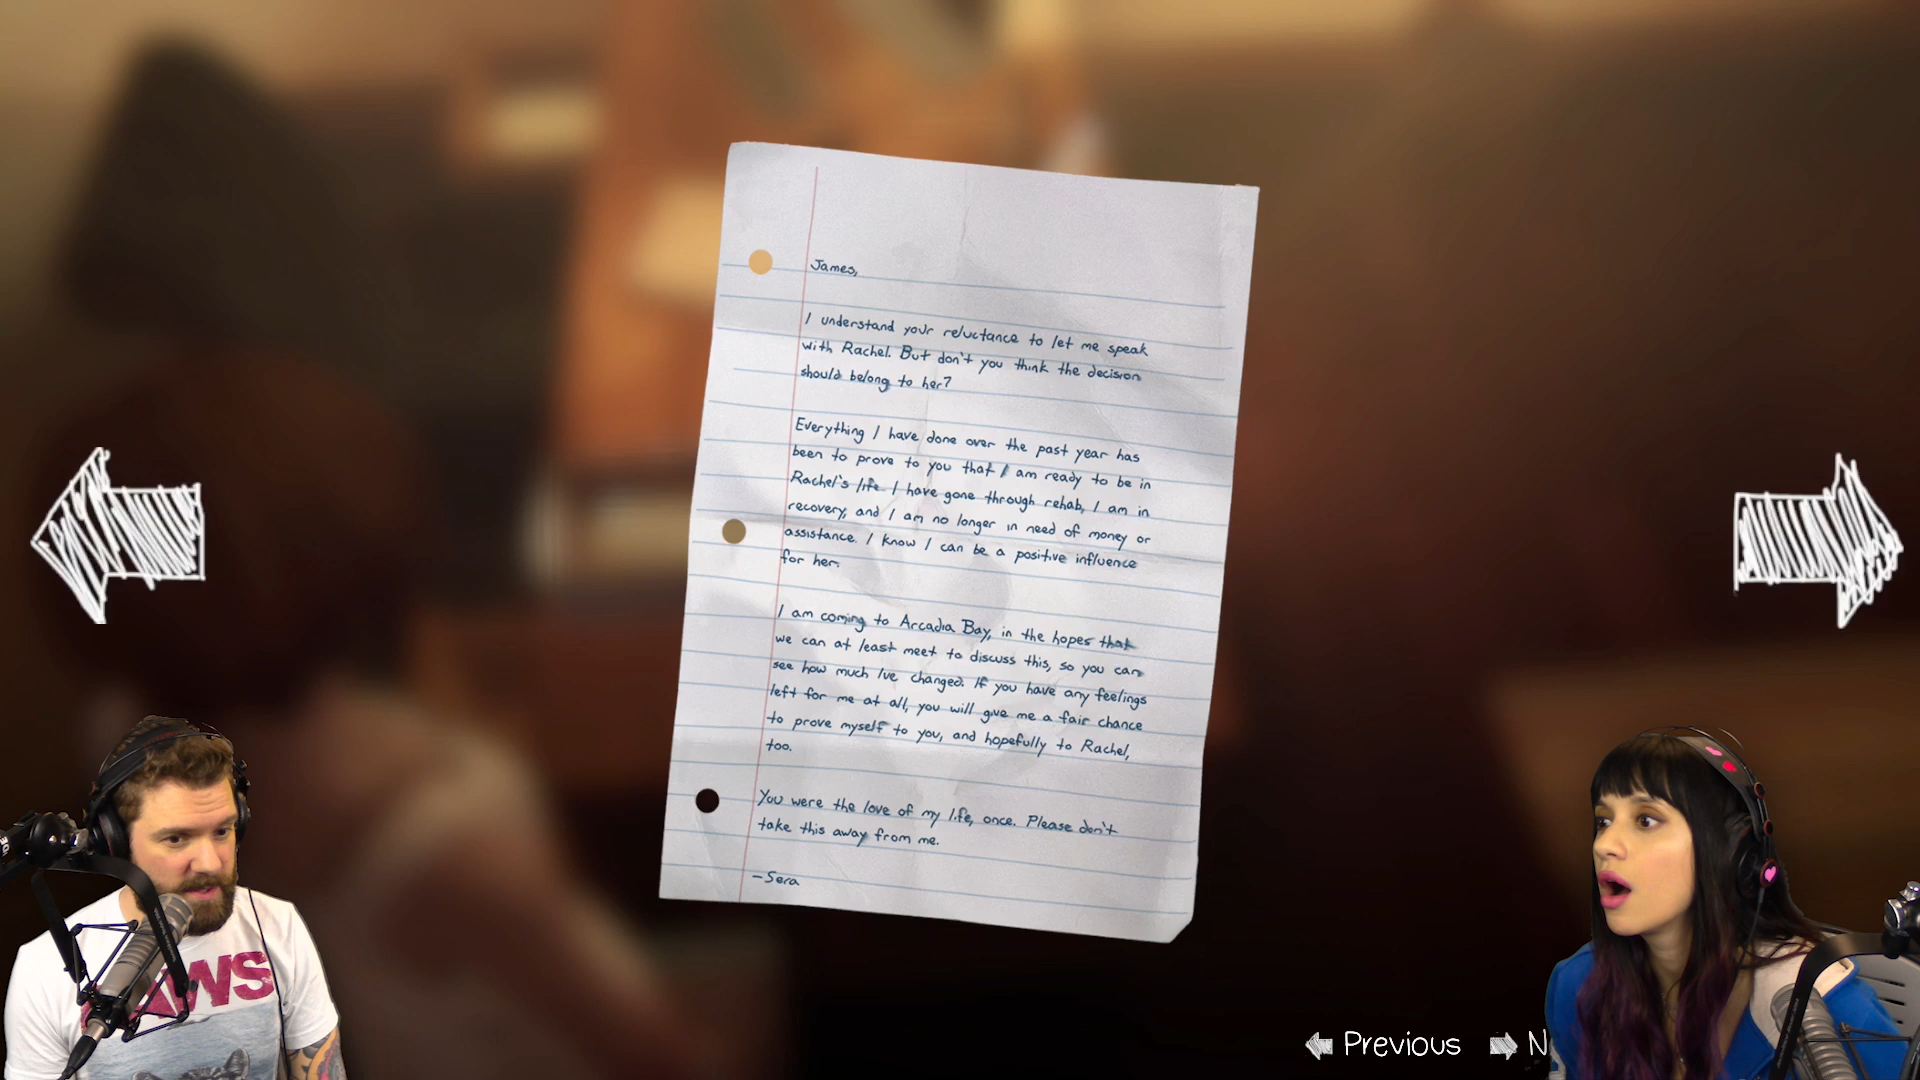 James,
I understand your reluctance to let me speak
with Rachel. But don't you think the decision
should belong to her?
Everything I have done over the past year has
been to prove to you that I am ready to be in
Rachel's life. I have gone through rehab, I am in
recovery, and I am no longer in need of money or
assistance. I know I can be a positive influence
for her.
I am coming to Arcadia Bay, in the hopes that
we can at least meet to discuss this, so you can
see how much I've changed. If you have any feelings
left for me at all, you will give me a fair chance
to prove myself to you, and hopefully to Rachel,
too.
You were the love of my life, once. Please don't
take this away from me.
-Sera
AWS
Previous
N